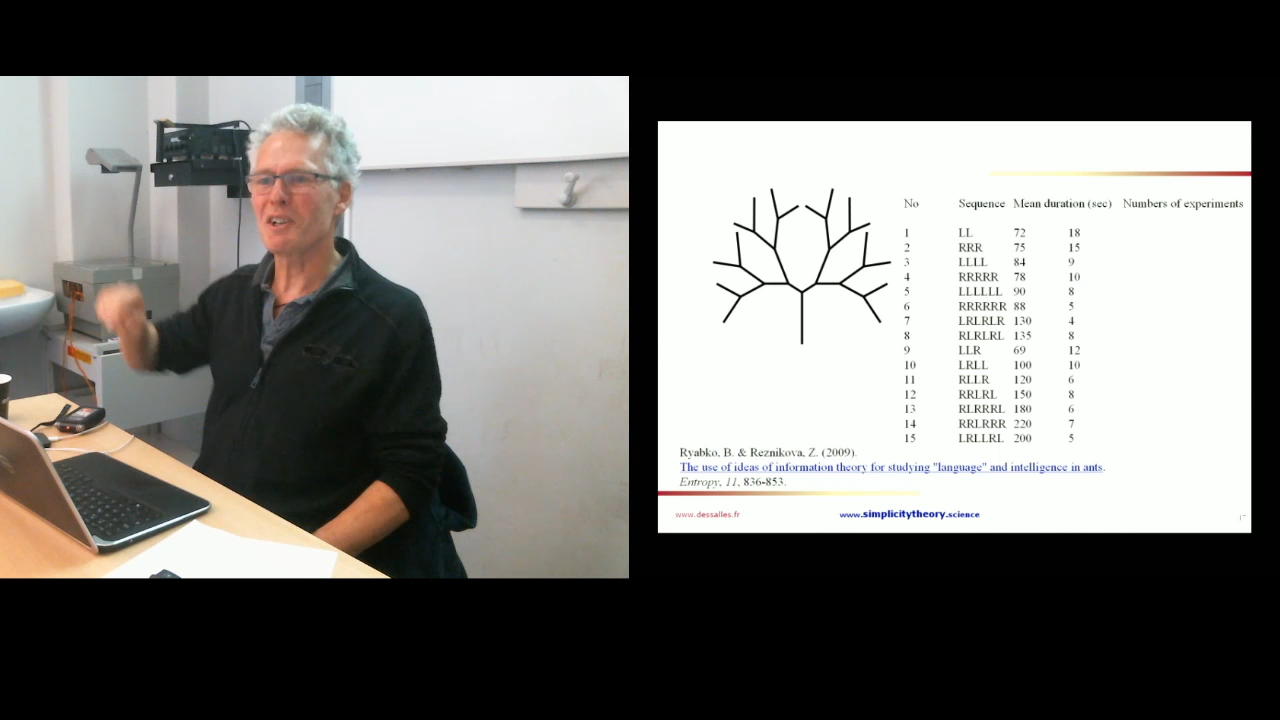 No Sequence Mean duration (sec) Numbers of experiments
1 LL 72 18
2 RRR 75 15
3 LLLL 84 9
4 RRRRR 78 10
5 LLLLLL 90 8
6 RRRRRR 88 5
7 LRLRLR 130 4
8 RLRLRL 135 8
9 LLR 69 12
10 LRLL 100 10
11 RLLR 120 6
12 RRLRL 150 8
13 RLRRRL 180 6
14 RRLRRR 220 7
15 LRLLRL 200 5
Ryabko, B. & Reznikova, Z. (2009).
The use of ideas of information theory for studying "language" and intelligence in ants.
Entropy, 11, 836-853.
www.dessalles.fr www.simplicitytheory.science